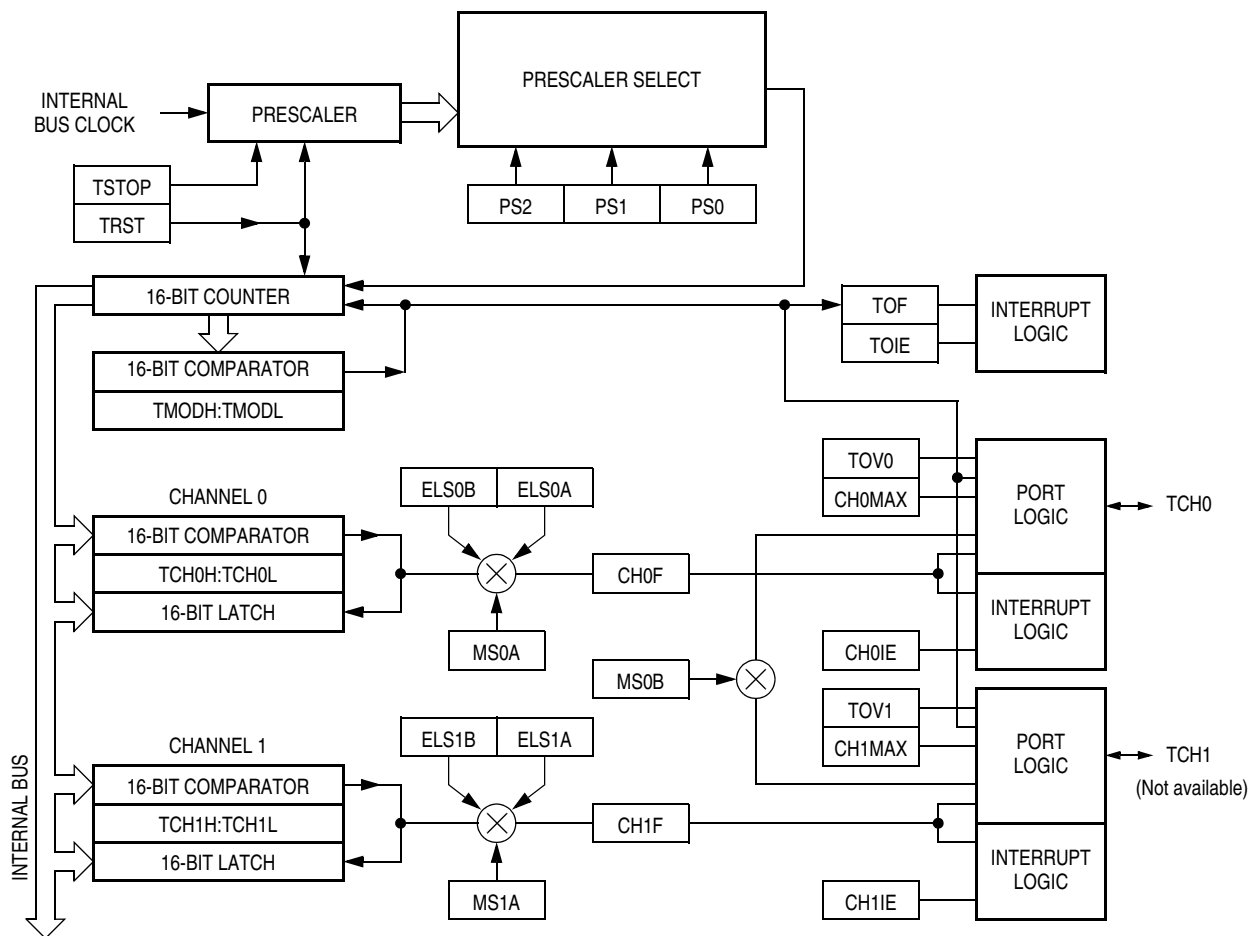 PRESCALER SELECT
INTERNAL
BUS CLOCK
PRESCALER
TSTOP
TRST
PS2
PS1
PS0
16-BIT COUNTER
16-BIT COMPARATOR
TMODH:TMODL
TOF
TOIE
INTERRUPT
LOGIC
CHANNEL 0
16-BIT COMPARATOR
TCH0H:TCH0L
16-BIT LATCH
ELS0B
ELS0A
MS0A
CH0F
TOV0
CH0MAX
PORT
LOGIC
TCH0
INTERRUPT
LOGIC
CH0IE
MS0B
CHANNEL 1
16-BIT COMPARATOR
TCH1H:TCH1L
16-BIT LATCH
ELS1B
ELS1A
MS1A
CH1F
TOV1
CH1MAX
PORT
LOGIC
TCH1
(Not available)
INTERRUPT
LOGIC
CH1IE
INTERNAL BUS